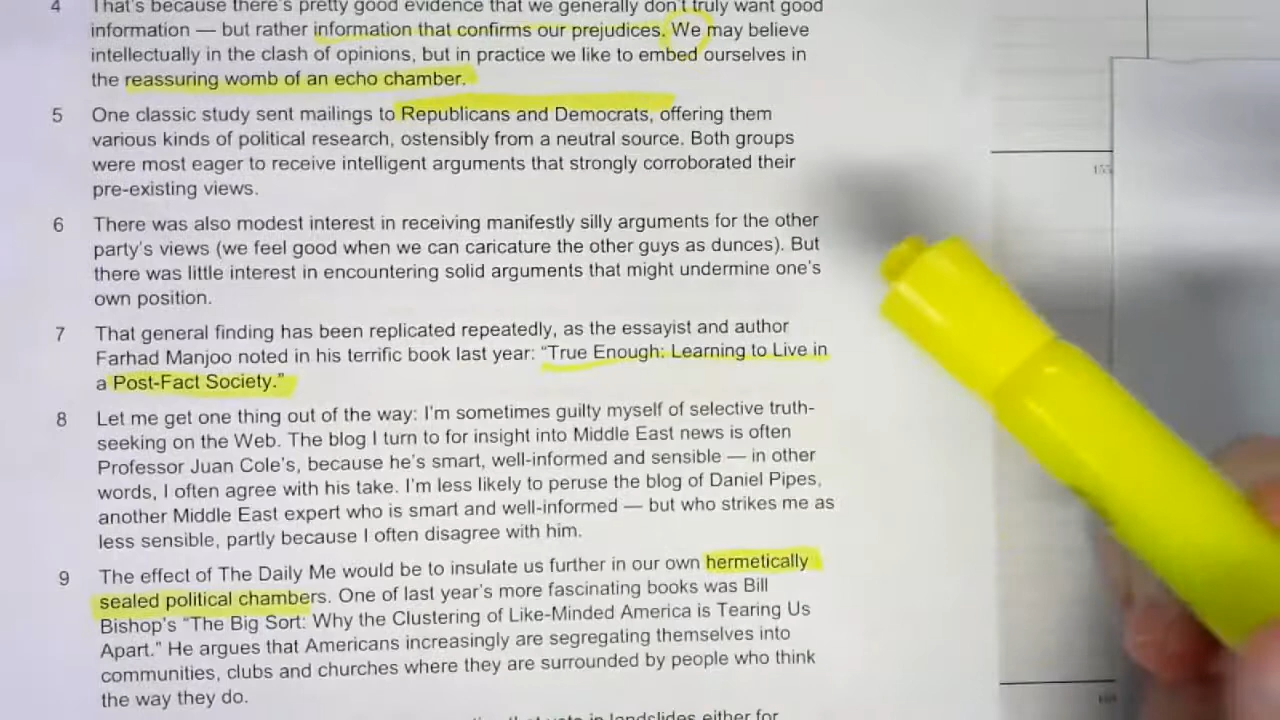 4 That's because there's pretty good evidence that we generally don't truly want good
information — but rather information that confirms our prejudices. We may believe
intellectually in the clash of opinions, but in practice we like to embed ourselves in
the reassuring womb of an echo chamber.
5 One classic study sent mailings to Republicans and Democrats, offering them
various kinds of political research, ostensibly from a neutral source. Both groups
were most eager to receive intelligent arguments that strongly corroborated their
pre-existing views.
6 There was also modest interest in receiving manifestly silly arguments for the other
party's views (we feel good when we can caricature the other guys as dunces). But
there was little interest in encountering solid arguments that might undermine one's
own position.
7 That general finding has been replicated repeatedly, as the essayist and author
Farhad Manjoo noted in his terrific book last year: “True Enough: Learning to Live in
a Post-Fact Society.”
8 Let me get one thing out of the way: I'm sometimes guilty myself of selective truth-
seeking on the Web. The blog I turn to for insight into Middle East news is often
Professor Juan Cole's, because he's smart, well-informed and sensible — in other
words, I often agree with his take. I'm less likely to peruse the blog of Daniel Pipes,
another Middle East expert who is smart and well-informed — but who strikes me as
less sensible, partly because I often disagree with him.
9 The effect of The Daily Me would be to insulate us further in our own hermetically
sealed political chambers. One of last year's more fascinating books was Bill
Bishop's “The Big Sort: Why the Clustering of Like-Minded America is Tearing Us
Apart.” He argues that Americans increasingly are segregating themselves into
communities, clubs and churches where they are surrounded by people who think
the way they do.
that vote in landslides either for